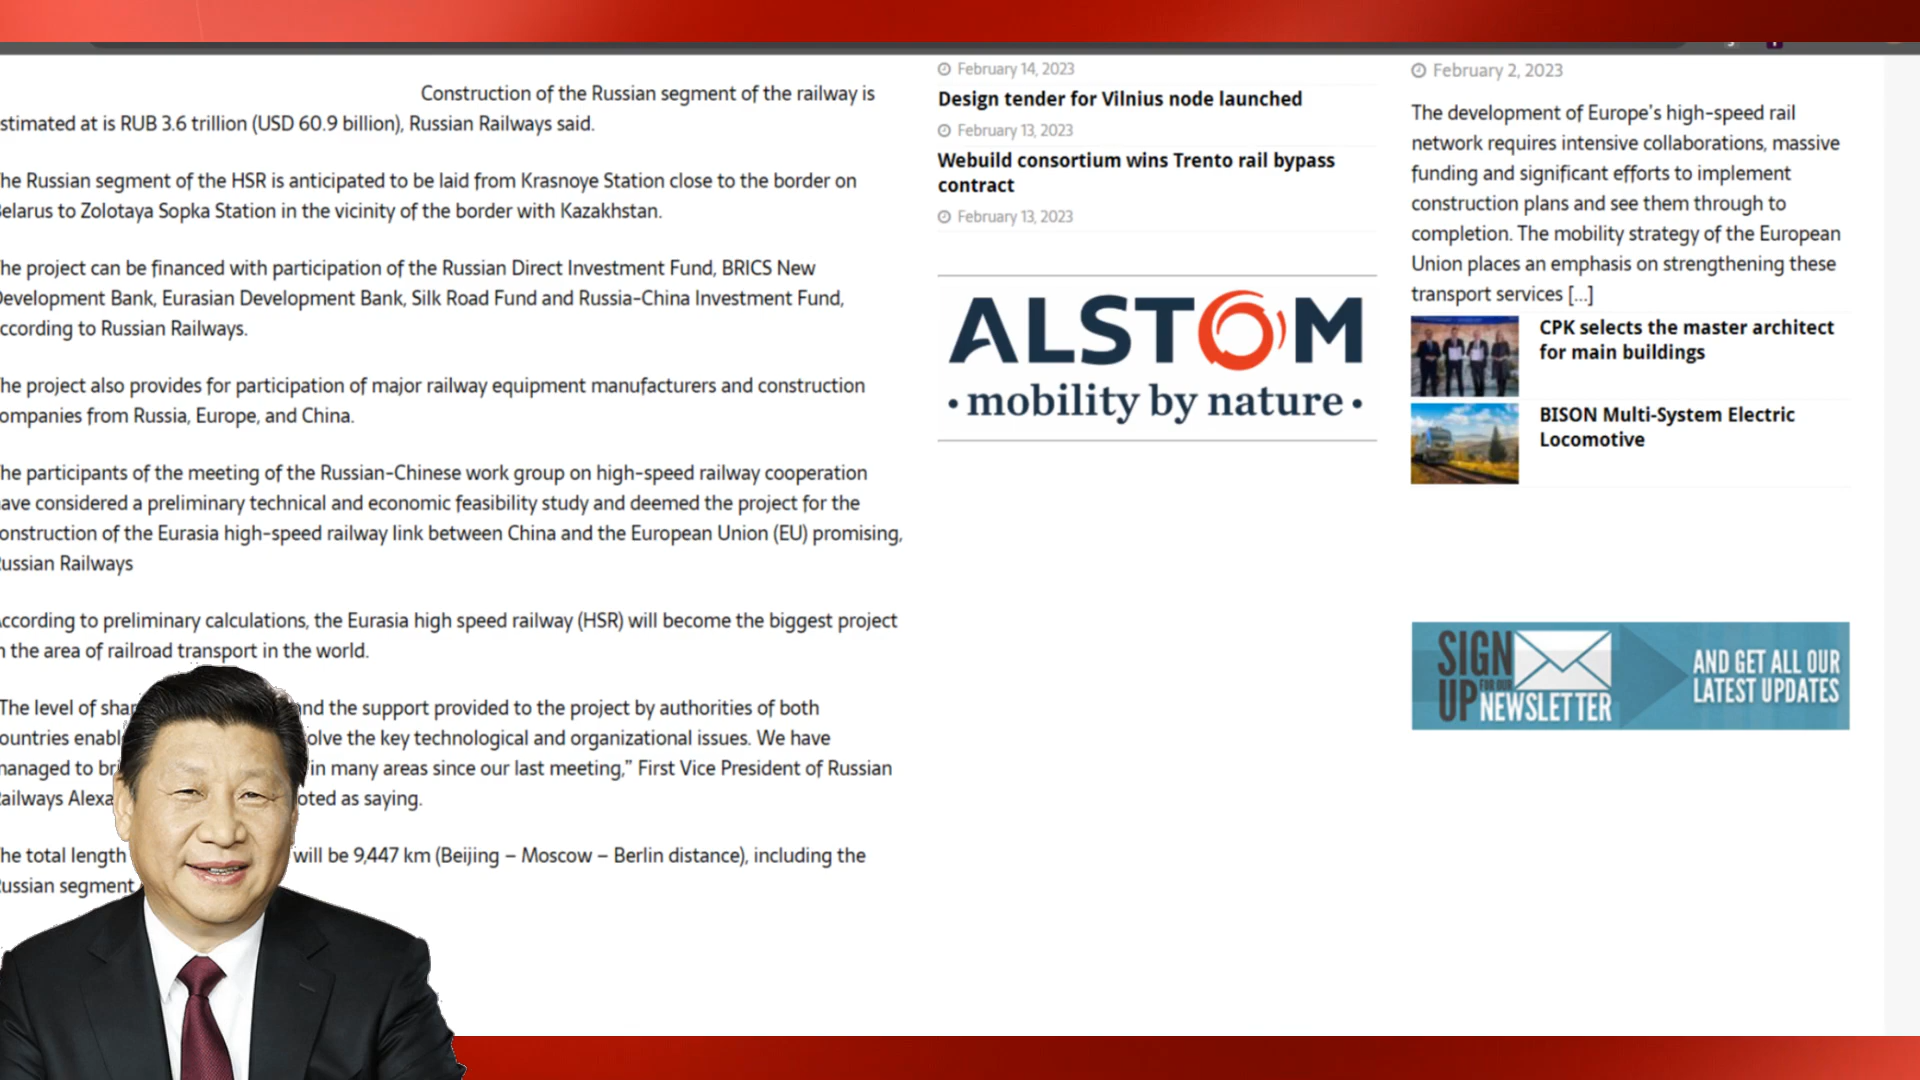 Construction of the Russian segment of the railway is
stimated at is RUB 3.6 trillion (USD 60.9 billion), Russian Railways said.
he Russian segment of the HSR is anticipated to be laid from Krasnoye Station close to the border on
elarus to Zolotaya Sopka Station in the vicinity of the border with Kazakhstan.
he project can be financed with participation of the Russian Direct Investment Fund, BRICS New
evelopment Bank, Eurasian Development Bank, Silk Road Fund and Russia-China Investment Fund,
ccording to Russian Railways.
he project also provides for participation of major railway equipment manufacturers and construction
ompanies from Russia, Europe, and China.
he participants of the meeting of the Russian-Chinese work group on high-speed railway cooperation
ave considered a preliminary technical and economic feasibility study and deemed the project for the
onstruction of the Eurasia high-speed railway link between China and the European Union (EU) promising,
ussian Railways
ccording to preliminary calculations, the Eurasia high speed railway (HSR) will become the biggest project
n the area of railroad transport in the world.
The level of shar nd the support provided to the project by authorities of both
ountries enabl olve the key technological and organizational issues. We have
managed to bri in many areas since our last meeting,” First Vice President of Russian
ailways Alexa oted as saying.
he total length will be 9,447 km (Beijing – Moscow – Berlin distance), including the
ussian segment
February 14, 2023
Design tender for Vilnius node launched
February 13, 2023
Webuild consortium wins Trento rail bypass
contract
February 13, 2023
ALSTOM
• mobility by nature •
February 2, 2023
The development of Europe's high-speed rail
network requires intensive collaborations, massive
funding and significant efforts to implement
construction plans and see them through to
completion. The mobility strategy of the European
Union places an emphasis on strengthening these
transport services [...]
CPK selects the master architect
for main buildings
BISON Multi-System Electric
Locomotive
SIGN
UP FOR OUR
NEWSLETTER
AND GET ALL OUR
LATEST UPDATES